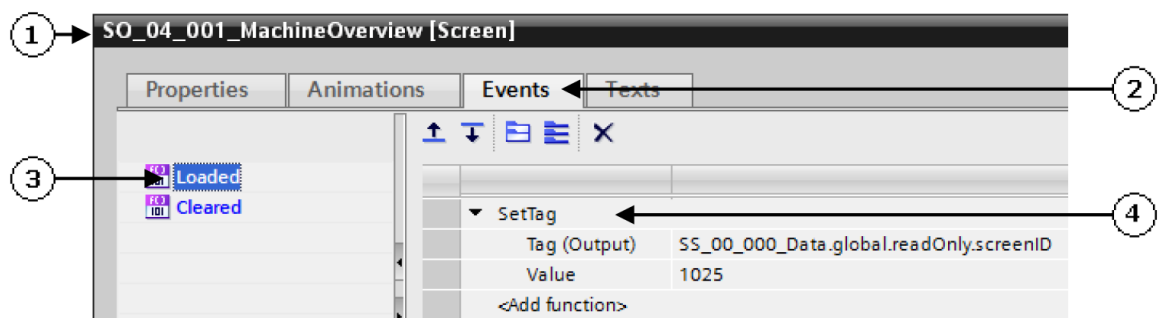 1
SO_04_001_MachineOverview [Screen]
Properties Animations Events Texts
2
3
Loaded
Cleared
4
SetTag
Tag (Output) SS_00_000_Data.global.readOnly.screenID
Value 1025
<Add function>